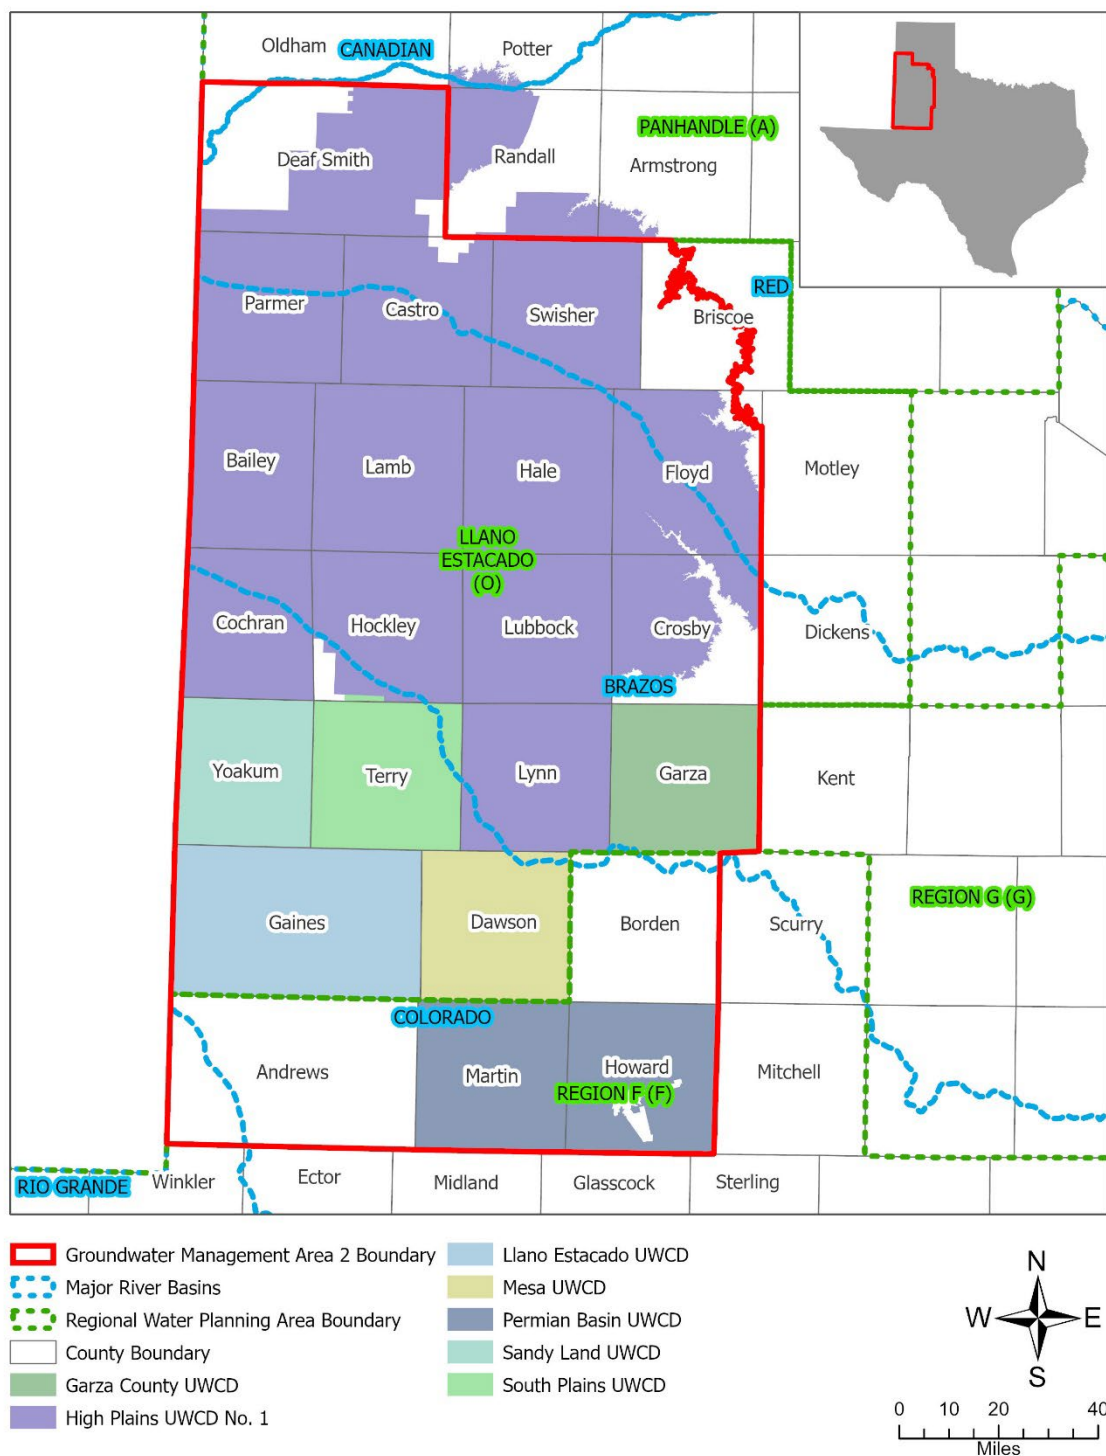 Oldham
CANADIAN
Potter
PANHANDLE (A)
Deaf Smith
Randall
Armstrong
RED
Parmer
Castro
Swisher
Briscoe
Bailey
Lamb
Hale
Floyd
Motley
LLANO
ESTACADO
(O)
Cochran
Hockley
Lubbock
Crosby
Dickens
BRAZOS
Yoakum
Terry
Lynn
Garza
Kent
REGION G (G)
Gaines
Dawson
Borden
Scurry
COLORADO
Andrews
Martin
Howard
Mitchell
REGION F (F)
RIO GRANDE
Winkler
Ector
Midland
Glasscock
Sterling
Groundwater Management Area 2 Boundary
Major River Basins
Regional Water Planning Area Boundary
County Boundary
Garza County UWCD
High Plains UWCD No. 1
Llano Estacado UWCD
Mesa UWCD
Permian Basin UWCD
Sandy Land UWCD
South Plains UWCD
N
W E
S
0 20 40
Miles